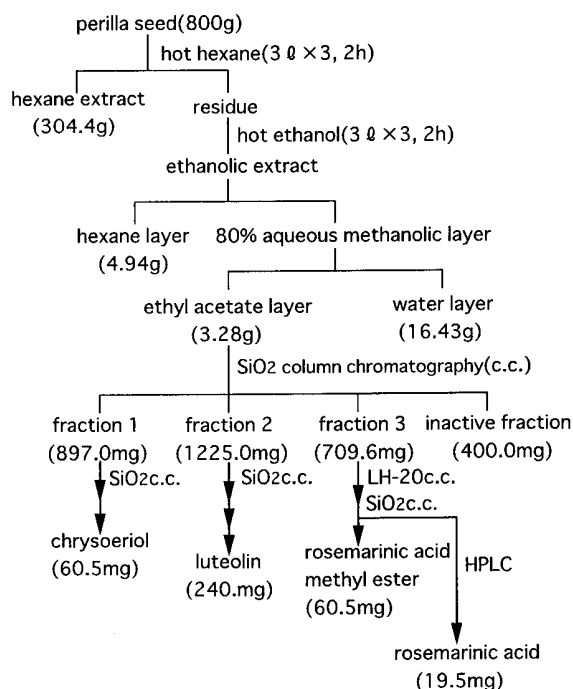 perilla seed(800g)
hot hexane(3 ℓ ×3, 2h)
hexane extract
(304.4g)
residue
hot ethanol(3 ℓ ×3, 2h)
ethanolic extract
hexane layer
(4.94g)
80% aqueous methanolic layer
ethyl acetate layer
(3.28g)
water layer
(16.43g)
SiO2 column chromatography(c.c.)
fraction 1
(897.0mg)
fraction 2
(1225.0mg)
fraction 3
(709.6mg)
inactive fraction
(400.0mg)
SiO2c.c.
SiO2c.c.
LH-20c.c.
SiO2c.c.
chrysoeriol
(60.5mg)
luteolin
(240.mg)
rosemarinic acid
methyl ester
(60.5mg)
HPLC
rosemarinic acid
(19.5mg)